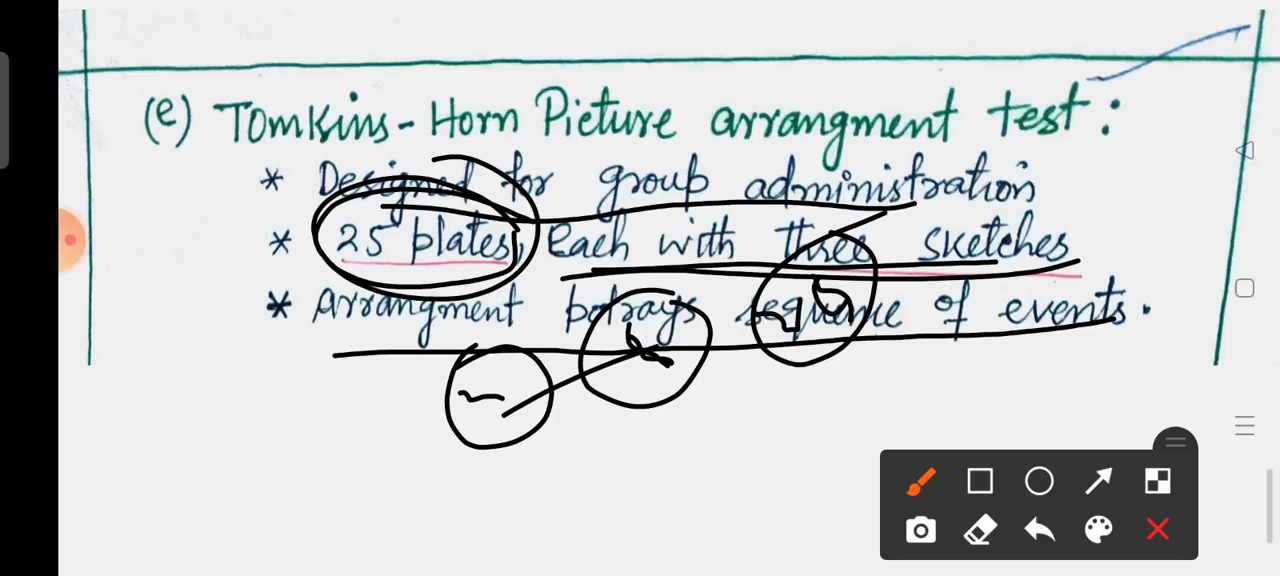 (e) Tomkins-Horn Picture arrangment test:
* Designed for group administration
* 25 plates, Each with three sketches
* Arrangment potrays sequence of events.